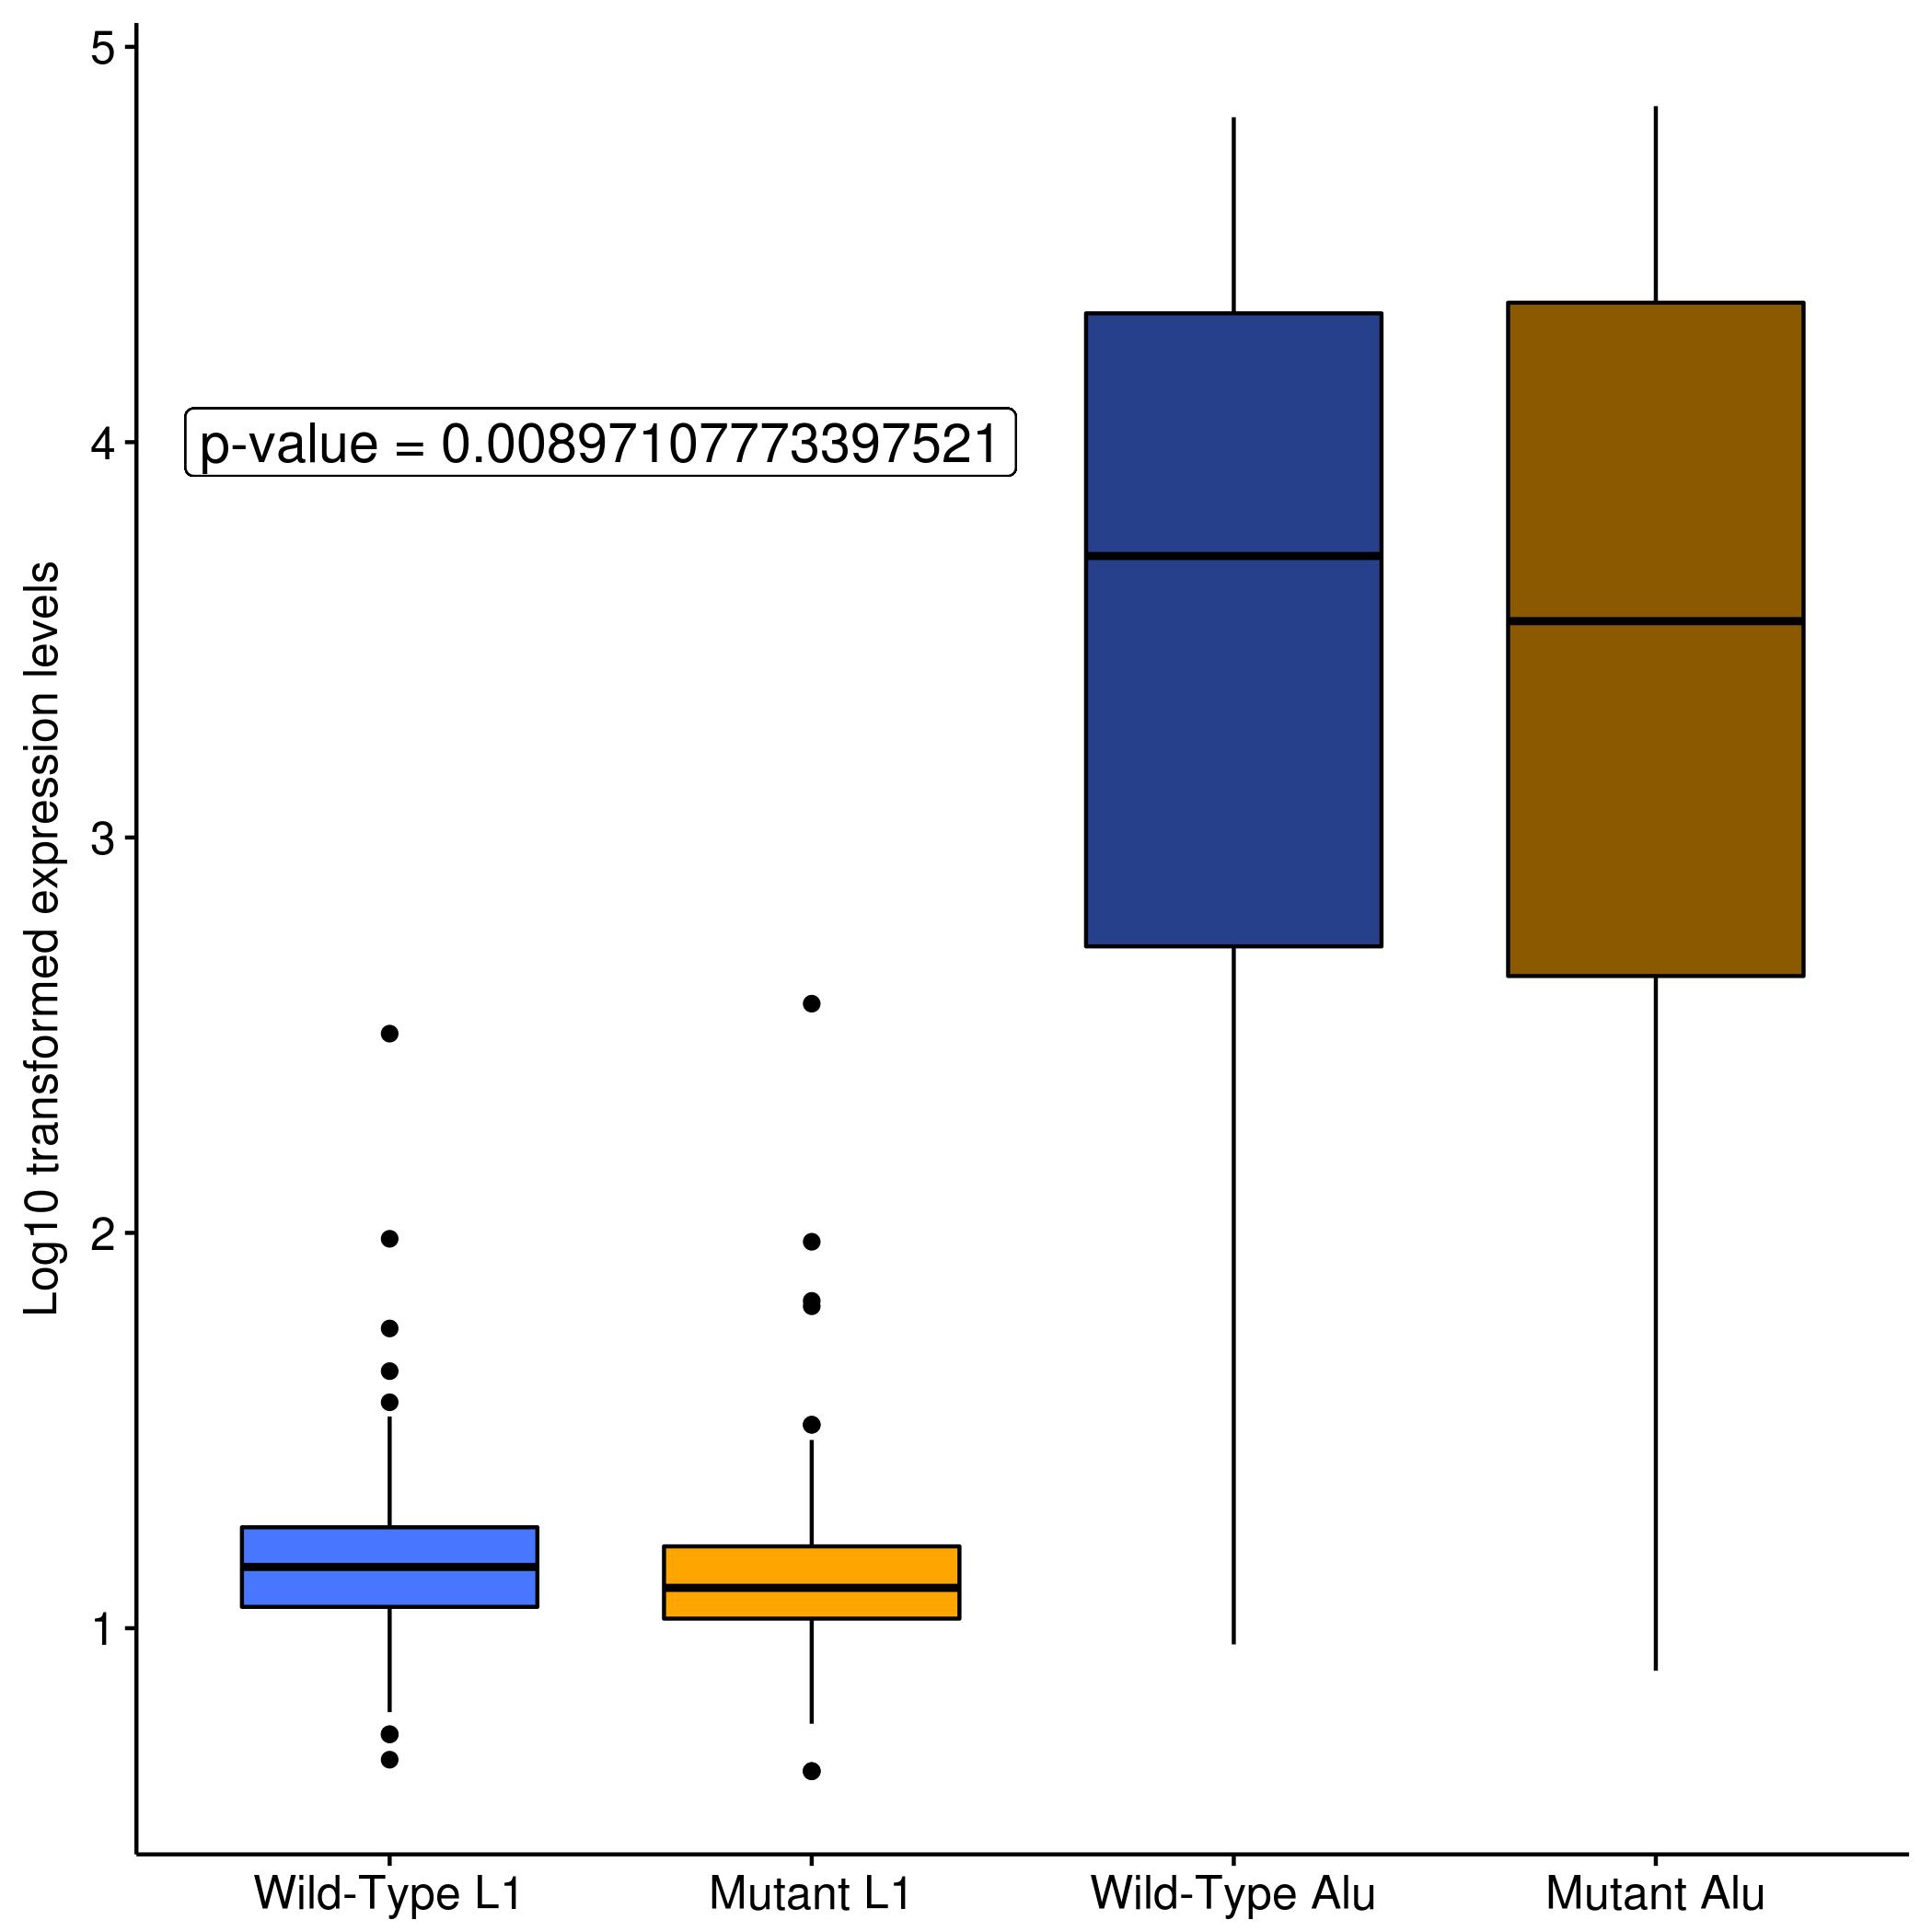 5
4
3
2
1
Log10 transformed expression levels
p-value = 0.00897107773397521
Wild-Type L1
Mutant L1
Wild-Type Alu
Mutant Alu